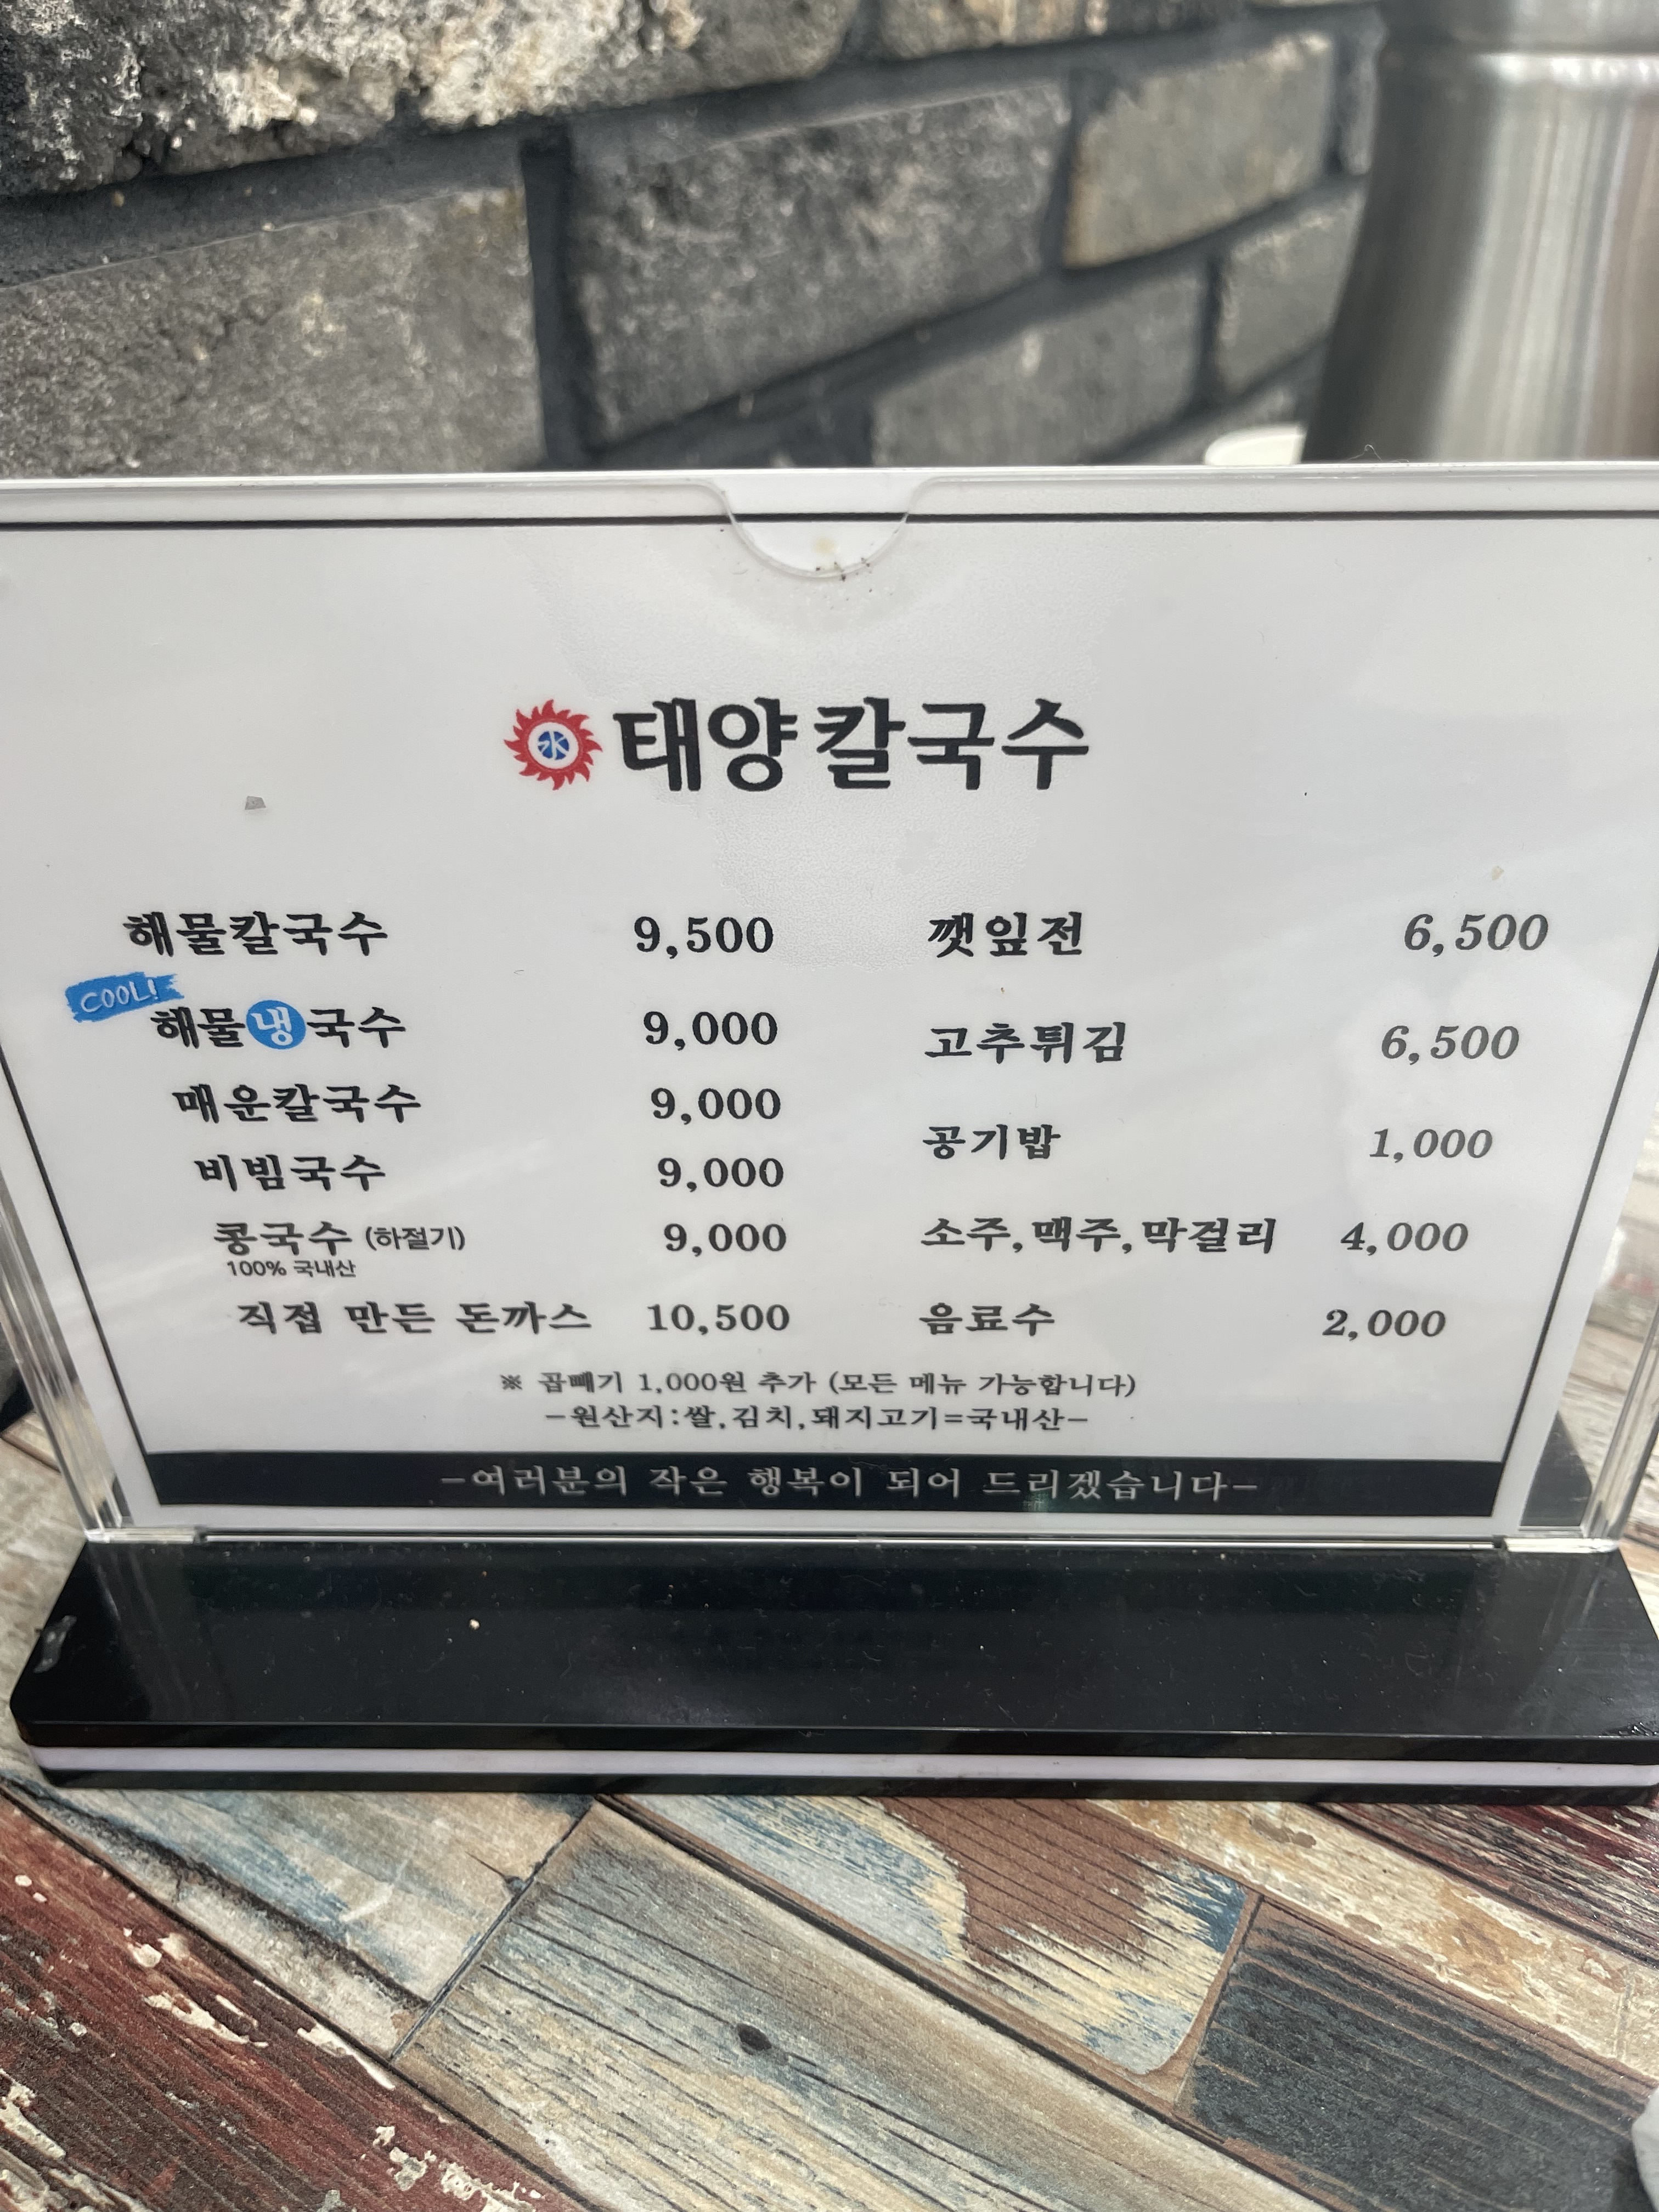 태양칼국수
해물칼국수 9,500
COOL!
해물냉국수 9,000
매운칼국수 9,000
비빔국수 9,000
콩국수 (하절기) 9,000
100% 국내산
직접 만든 돈까스 10,500
깻잎전 6,500
고추튀김 6,500
공기밥 1,000
소주,맥주,막걸리 4,000
음료수 2,000
※ 곱빼기 1,000원 추가 (모든 메뉴 가능합니다)
-원산지:쌀,김치,돼지고기=국내산-
-여러분의 작은 행복이 되어 드리겠습니다-